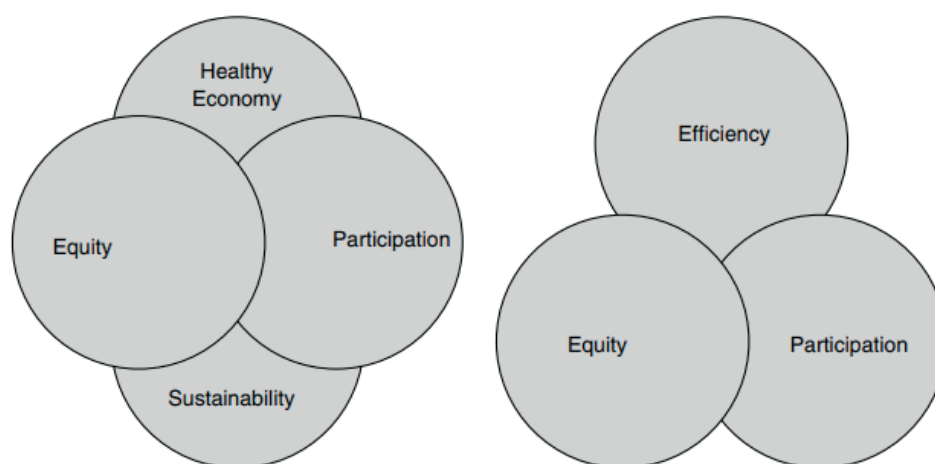 Healthy
Economy
Equity
Participation
Sustainability
Efficiency
Equity
Participation